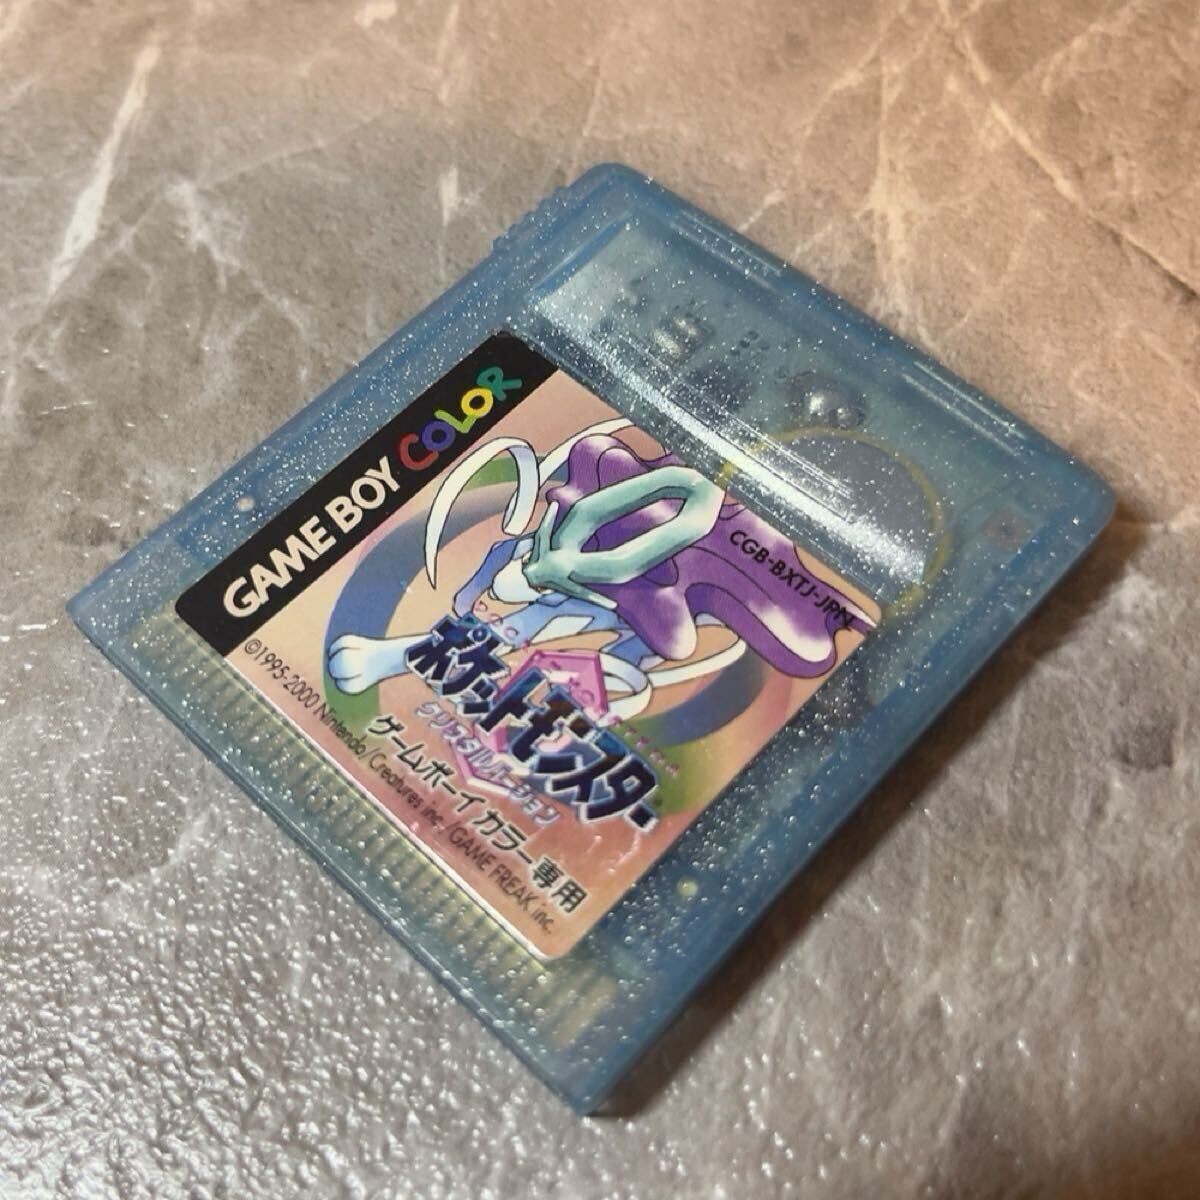 GAME BOY COLOR
CGB-BXTJ-JPN
ポケットモンスター
クリスタルバージョン
ゲームボーイ カラー専用
©1995-2000 Nintendo/Creatures inc./GAME FREAK inc.